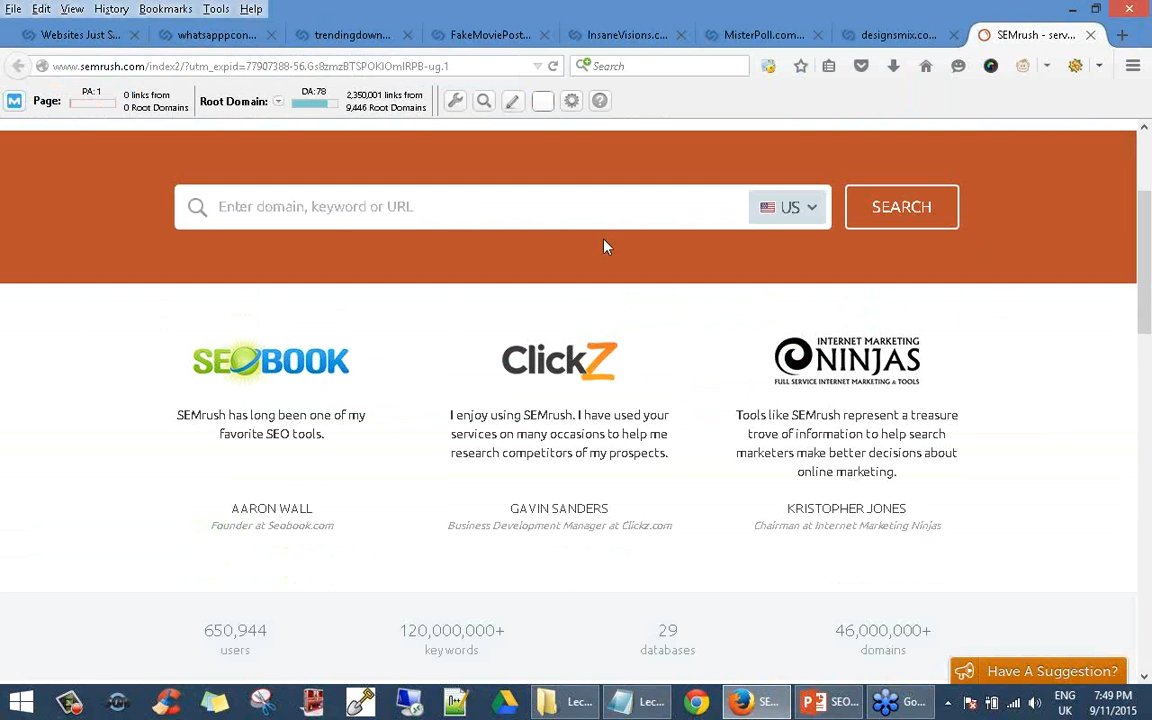 File Edit View History Bookmarks Tools Help
Websites Just S... whatsapppcon... trendingdown... FakeMoviePost... InsaneVisions.c... MisterPoll.com... designsmix.co... SEMrush - serv...
www.semrush.com/index2/?utm_expid=77907388-56.Gs8zmzBTSPOKIOmIRPB-ug.1
Search
Page:
PA: 1
0 links from
0 Root Domains
Root Domain:
DA: 78
2,350,001 links from
9,446 Root Domains
Enter domain, keyword or URL
US
SEARCH
SEOBOOK
ClickZ
INTERNET MARKETING
NINJAS
FULL SERVICE INTERNET MARKETING & TOOLS
SEMrush has long been one of my
favorite SEO tools.
I enjoy using SEMrush. I have used your
services on many occasions to help me
research competitors of my prospects.
Tools like SEMrush represent a treasure
trove of information to help search
marketers make better decisions about
online marketing.
AARON WALL
Founder at Seobook.com
GAVIN SANDERS
Business Development Manager at Clickz.com
KRISTOPHER JONES
Chairman at Internet Marketing Ninjas
650,944
users
120,000,000+
keywords
29
databases
46,000,000+
domains
Have A Suggestion?
Lec... Lec... SE... SEO... Go...
ENG
UK
7:49 PM
9/11/2015